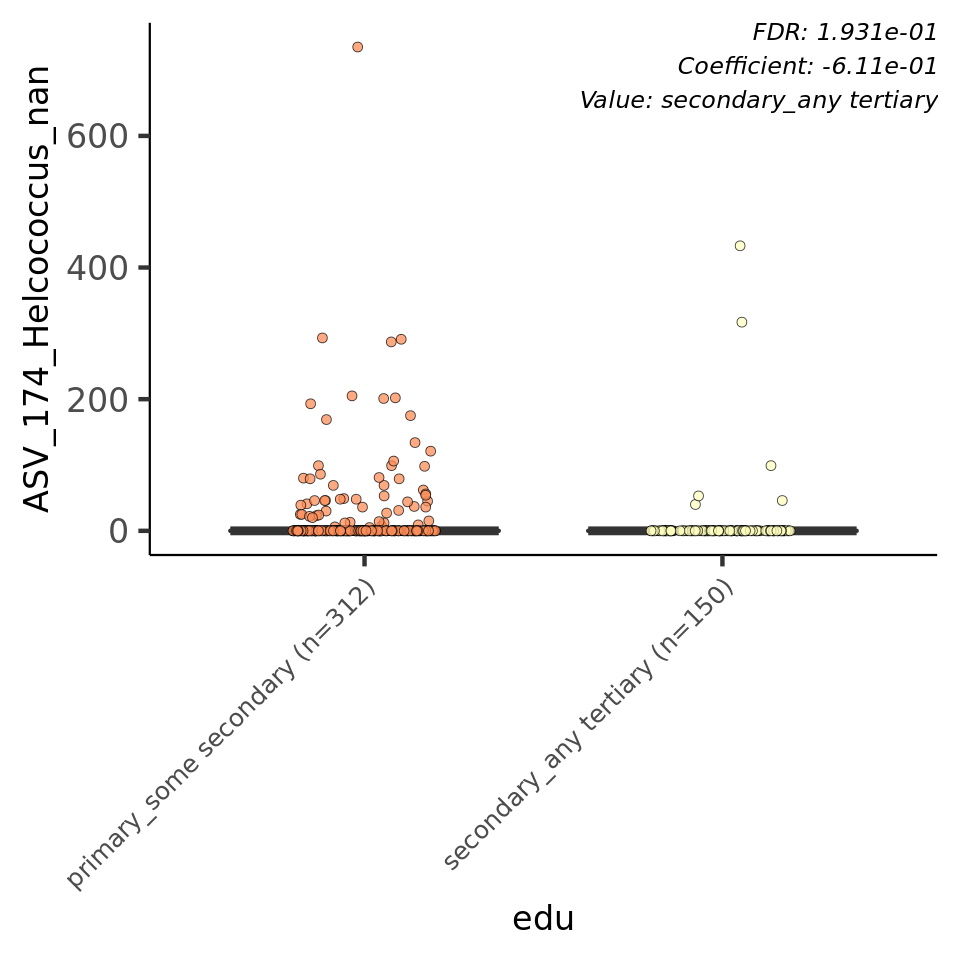 FDR: 1.931e-01
Coefficient: -6.11e-01
Value: secondary_any tertiary
ASV_174_Helcococcus_nan
600
400
200
0
primary_some secondary (n=312)
secondary_any tertiary (n=150)
edu